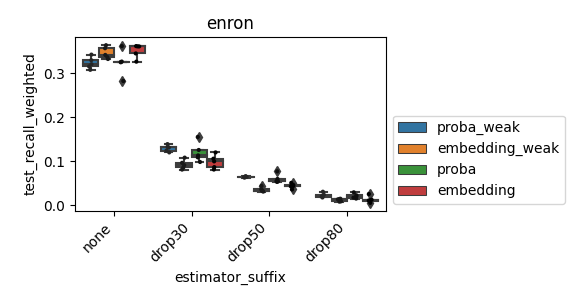 enron
test_recall_weighted
0.3
0.2
0.1
0.0
none
drop30
drop50
drop80
estimator_suffix
proba_weak
embedding_weak
proba
embedding